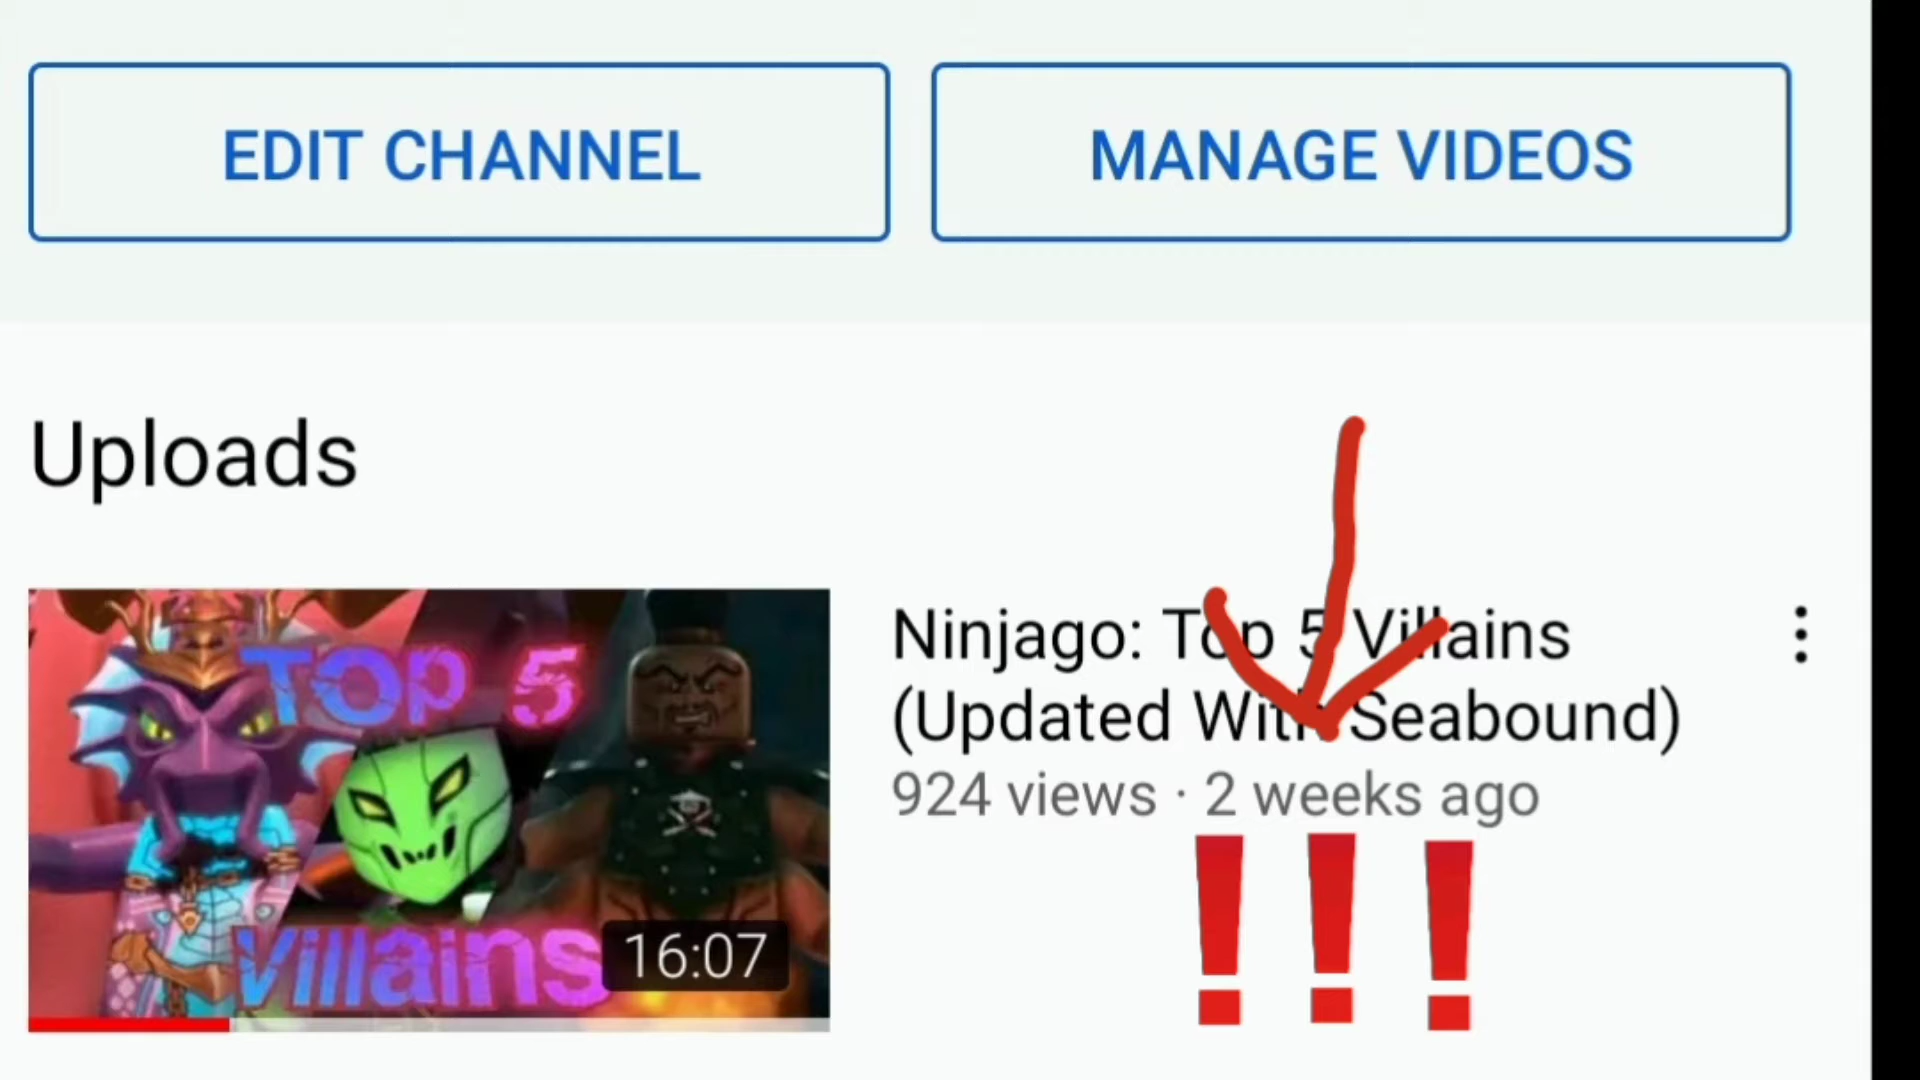 EDIT CHANNEL
MANAGE VIDEOS
Uploads
TOP 5
Villains
16:07
Ninjago: Top 5 Villains
(Updated With Seabound)
924 views · 2 weeks ago
!!!